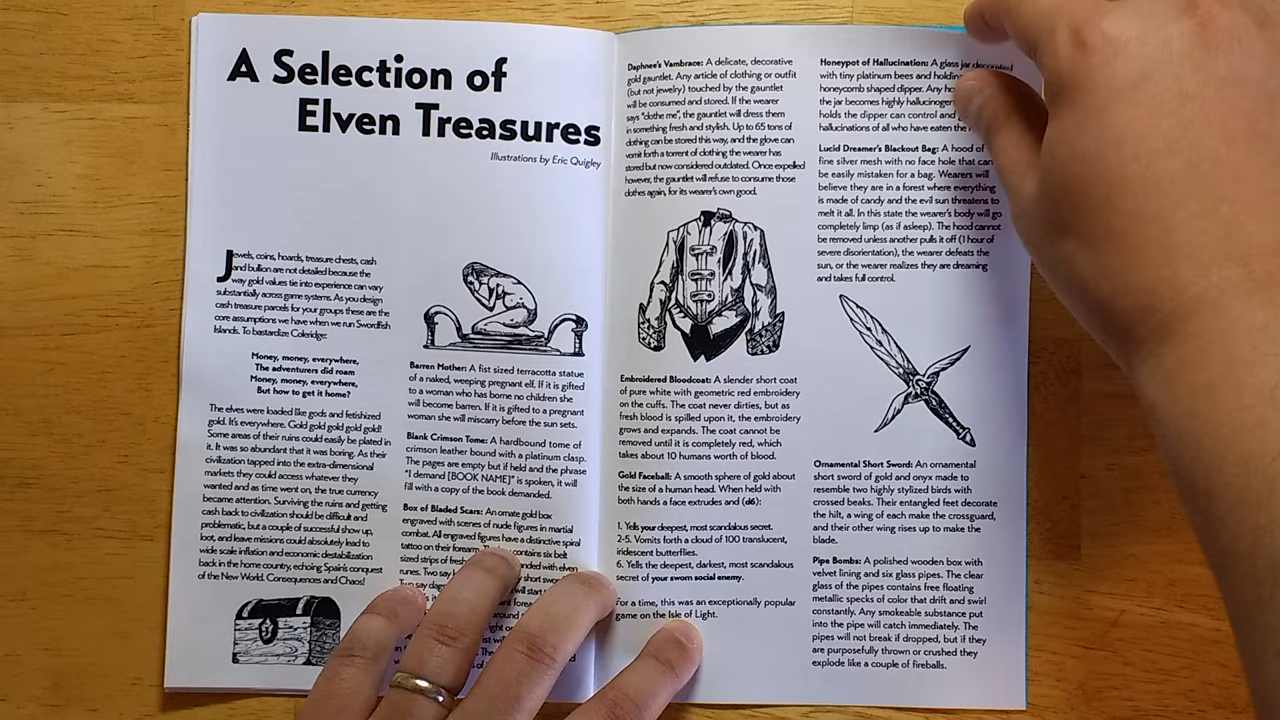 A Selection of
Elven Treasures
Illustrations by Eric Quigley
Jewels, coins, hoards, treasure chests, cash
and bullion are not detailed because the
way gold values tie into experience can vary
substantially across game systems. As you design
cash treasure parcels for your groups these are the
core assumptions we have when we run Swordfish
Islands. To bastardize Coleridge:
Money, money, everywhere,
The adventurers did roam
Money, money, everywhere,
But how to get it home?
The elves were loaded like gods and fetishized
gold. It's everywhere. Gold gold gold gold gold!
Some areas of their ruins could easily be plated in
it. It was so abundant that it was boring. As their
civilization tapped into the extra-dimensional
markets they could access whatever they
wanted and as time went on, the true currency
became attention. Surviving the ruins and getting
cash back to civilization should be difficult and
problematic, but a couple of successful show up,
loot, and leave missions could absolutely lead to
wide scale inflation and economic destabilization
back in the home country, echoing Spain's conquest
of the New World. Consequences and Chaos!
Barren Mother: A fist sized terracotta statue
of a naked, weeping pregnant elf. If it is gifted
to a woman who has borne no children she
will become barren. If it is gifted to a pregnant
woman she will miscarry before the sun sets.
Blank Crimson Tome: A hardbound tome of
crimson leather bound with a platinum clasp.
The pages are empty but if held and the phrase
"I demand [BOOK NAME]" is spoken, it will
fill with a copy of the book demanded.
Box of Bladed Scars: An ornate gold box
engraved with scenes of nude figures in martial
combat. All engraved figures have a distinctive spiral
tattoo on their forearm. contains six belt
sized strips of with elven
runes. Two say short
Two say will start
Daphnee's Vambrace: A delicate, decorative
gold gauntlet. Any article of clothing or outfit
(but not jewelry) touched by the gauntlet
will be consumed and stored. If the wearer
says "clothe me", the gauntlet will dress them
in something fresh and stylish. Up to 65 tons of
clothing can be stored this way, and the glove can
vomit forth a torrent of clothing the wearer has
stored but now considered outdated. Once expelled
however, the gauntlet will refuse to consume those
clothes again, for its wearer's own good.
Embroidered Bloodcoat: A slender short coat
of pure white with geometric red embroidery
on the cuffs. The coat never dirties, but as
fresh blood is spilled upon it, the embroidery
grows and expands. The coat cannot be
removed until it is completely red, which
takes about 10 humans worth of blood.
Gold Faceball: A smooth sphere of gold about
the size of a human head. When held with
both hands a face extrudes and (d6):
1. Yells your deepest, most scandalous secret.
2-5. Vomits forth a cloud of 100 translucent,
iridescent butterflies.
6. Yells the deepest, darkest, most scandalous
secret of your sworn social enemy.
For a time, this was an exceptionally popular
game on the Isle of Light.
Honeypot of Hallucination: A glass jar decorated
with tiny platinum bees and holding
honeycomb shaped dipper. Any
the jar becomes highly
holds the dipper can control and
hallucinations of all who have eaten the
Lucid Dreamer's Blackout Bag: A hood of
fine silver mesh with no face hole that can
be easily mistaken for a bag. Wearers will
believe they are in a forest where everything
is made of candy and the evil sun threatens to
melt it all. In this state the wearer's body will go
completely limp (as if asleep). The hood cannot
be removed unless another pulls it off (1 hour of
severe disorientation), the wearer defeats the
sun, or the wearer realizes they are dreaming
and takes full control.
Ornamental Short Sword: An ornamental
short sword of gold and onyx made to
resemble two highly stylized birds with
crossed beaks. Their entangled feet decorate
the hilt, a wing of each make the crossguard,
and their other wing rises up to make the
blade.
Pipe Bombs: A polished wooden box with
velvet lining and six glass pipes. The clear
glass of the pipes contains free floating
metallic specks of color that drift and swirl
constantly. Any smokeable substance put
into the pipe will catch immediately. The
pipes will not break if dropped, but if they
are purposefully thrown or crushed they
explode like a couple of fireballs.